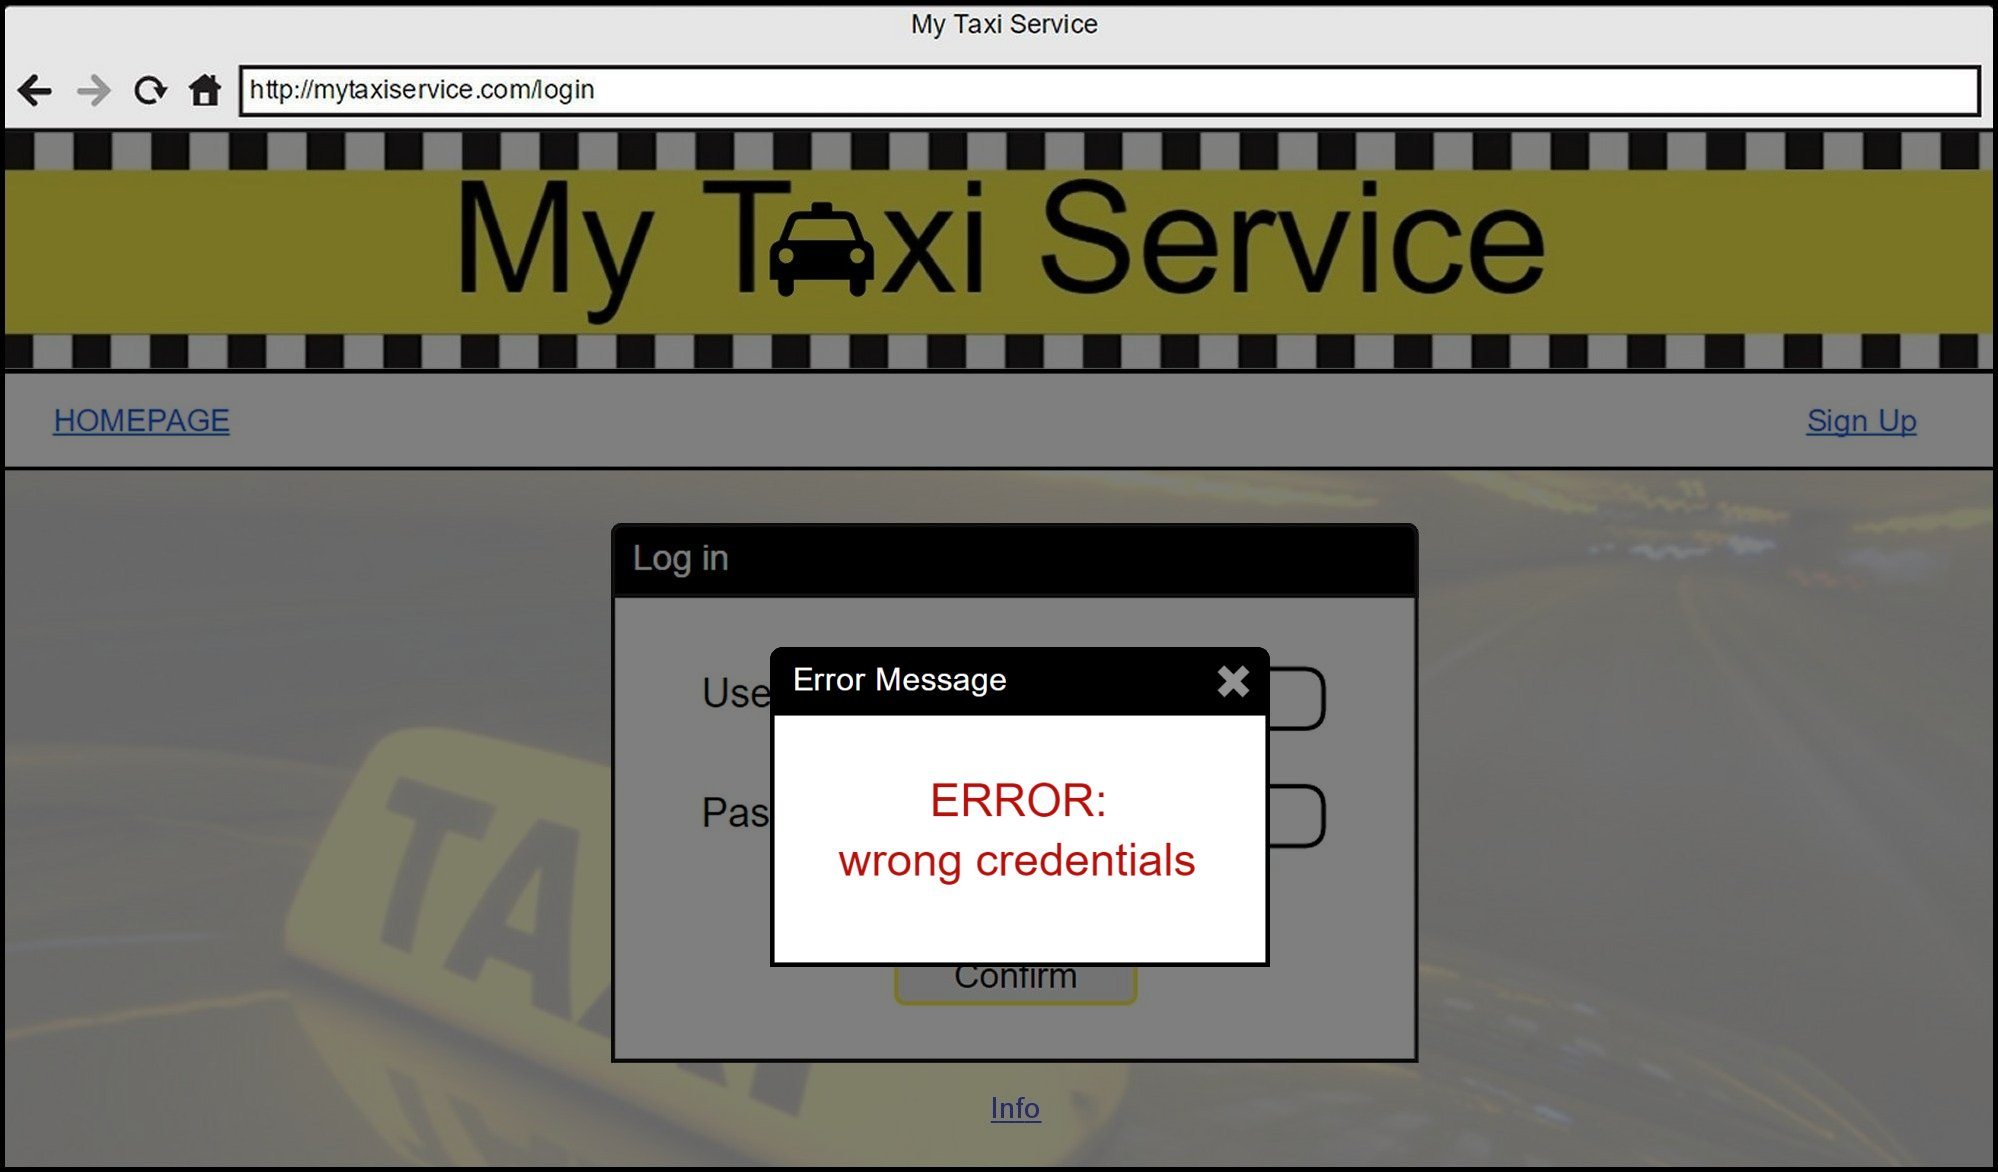 My Taxi Service
http://mytaxiservice.com/login
My Taxi Service
HOMEPAGE
Sign Up
Log in
Error Message
Use
ERROR:
Pas
wrong credentials
Confirm
TAXI
Info